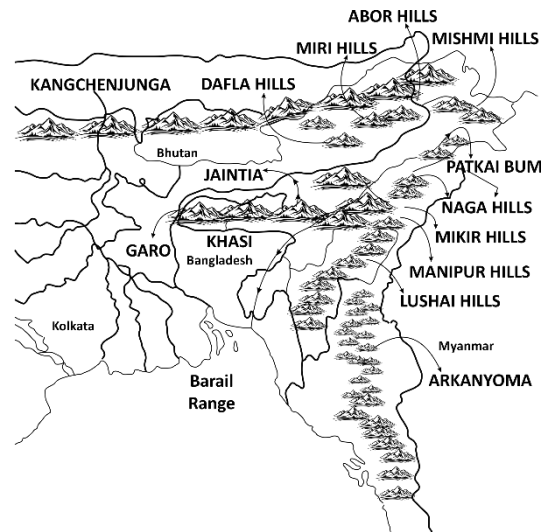 ABOR HILLS
MIRI HILLS
MISHMI HILLS
KANGCHENJUNGA
DAFLA HILLS
Bhutan
PATKAI BUM
JAINTIA
NAGA HILLS
GARO
KHASI
MIKIR HILLS
Bangladesh
MANIPUR HILLS
LUSHAI HILLS
Kolkata
Myanmar
Barail
Range
ARKANYOMA